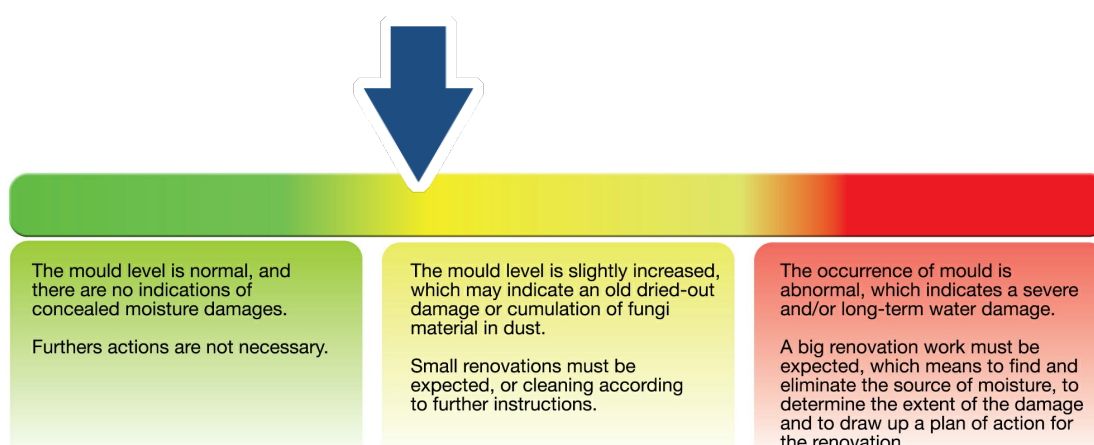 The mould level is normal, and
there are no indications of
concealed moisture damages.
Furthers actions are not necessary.
The mould level is slightly increased,
which may indicate an old dried-out
damage or cumulation of fungi
material in dust.
Small renovations must be
expected, or cleaning according
to further instructions.
The occurrence of mould is
abnormal, which indicates a severe
and/or long-term water damage.
A big renovation work must be
expected, which means to find and
eliminate the source of moisture, to
determine the extent of the damage
and to draw up a plan of action for
the renovation